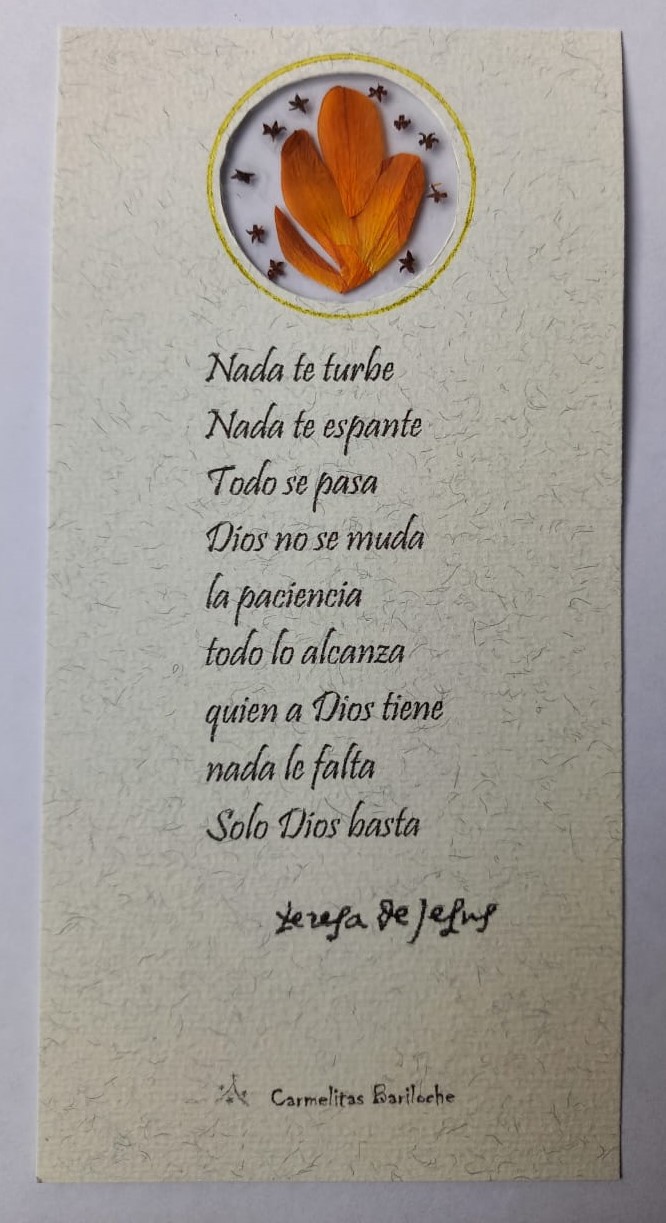 Nada te turbe
Nada te espante
Todo se pasa
Dios no se muda
la paciencia
todo lo alcanza
quien a Dios tiene
nada le falta
Solo Dios basta
teresa de Jesus
Carmelitas Bariloche